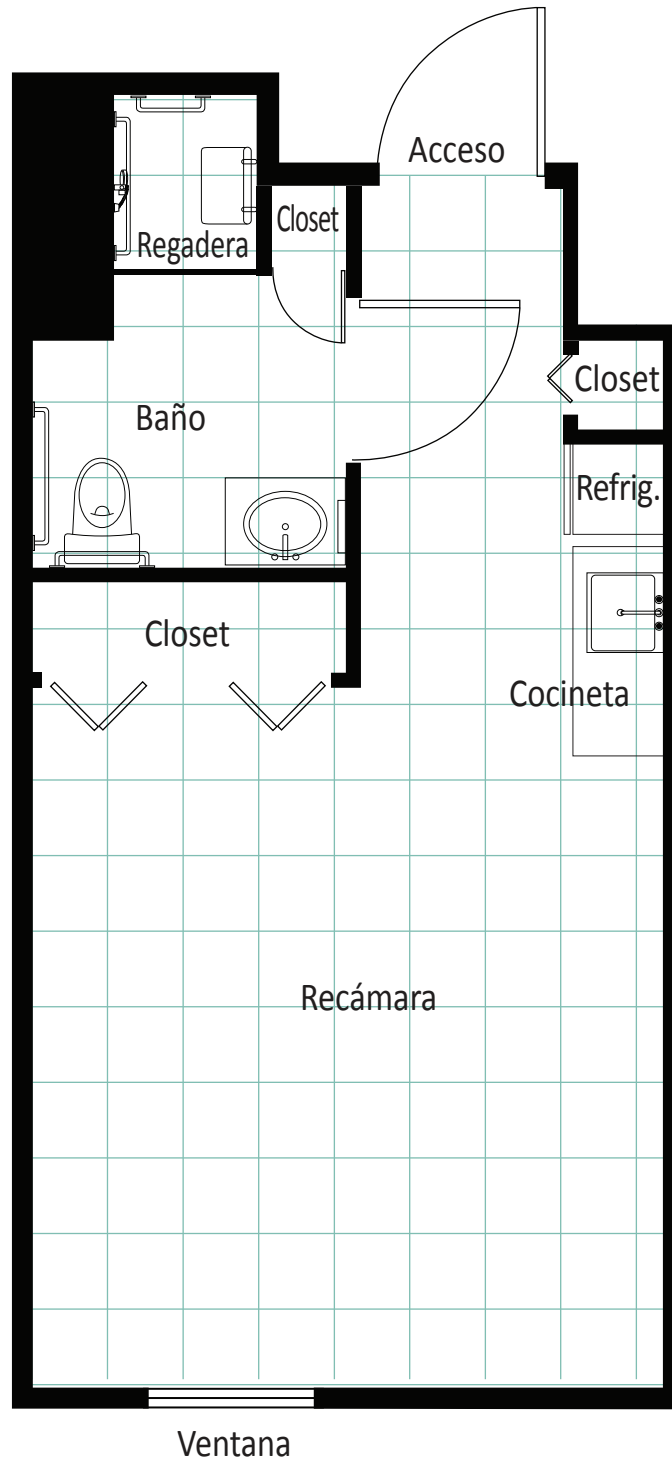 Acceso
Closet
Regadera
Closet
Baño
Refrig.
Closet
Cocineta
Recámara
Ventana